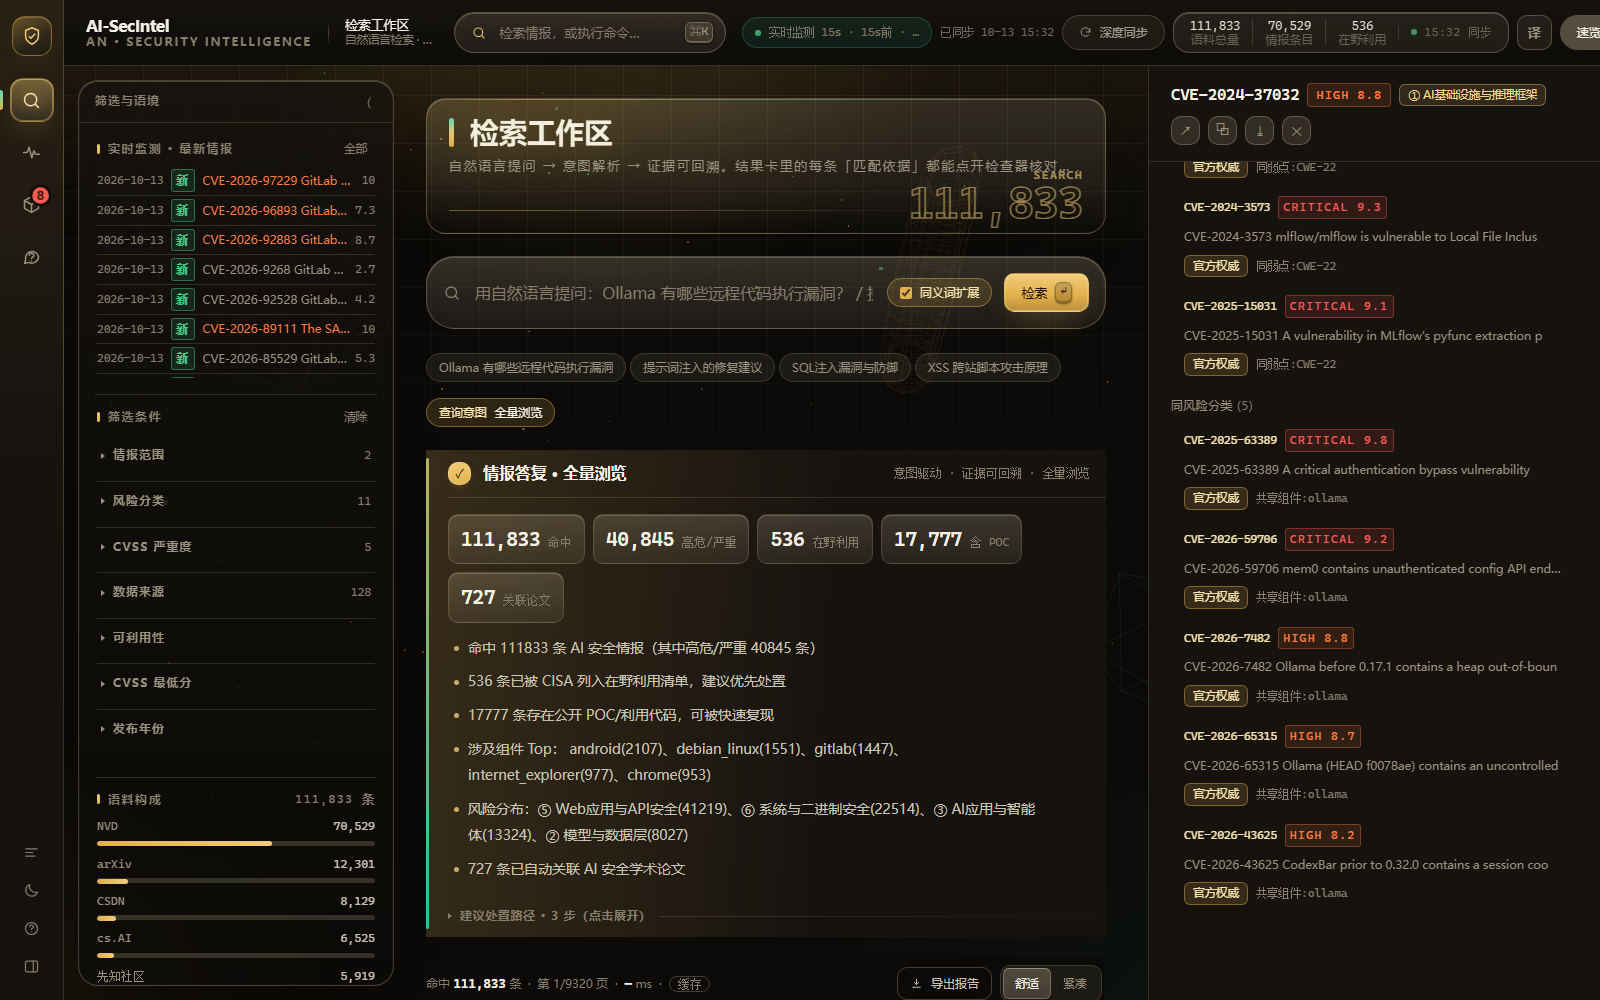 AI-SecIntel
AN • SECURITY INTELLIGENCE
检索工作区
自然语言检索 · …
检索情报，或执行命令…
⌘K
实时监测 15s · 15s前 · …
已同步 10-13 15:32
深度同步
111,833 语料总量
70,529 情报条目
536 在野利用
15:32 同步
译
速览
8
筛选与语境
实时监测 • 最新情报 全部
2026-10-13 新 CVE-2026-97229 GitLab ... 10
2026-10-13 新 CVE-2026-96893 GitLab... 7.3
2026-10-13 新 CVE-2026-92883 GitLab... 8.7
2026-10-13 新 CVE-2026-9268 GitLab ... 2.7
2026-10-13 新 CVE-2026-92528 GitLab... 4.2
2026-10-13 新 CVE-2026-89111 The SA... 10
2026-10-13 新 CVE-2026-85529 GitLab... 5.3
筛选条件 清除
情报范围 2
风险分类 11
CVSS 严重度 5
数据来源 128
可利用性
CVSS 最低分
发布年份
语料构成 111,833 条
NVD 70,529
arXiv 12,301
CSDN 8,129
cs.AI 6,525
先知社区 5,919
检索工作区
自然语言提问 → 意图解析 → 证据可回溯。结果卡里的每条「匹配依据」都能点开检查器核对。
SEARCH
111,833
用自然语言提问：Ollama 有哪些远程代码执行漏洞？ /
同义词扩展
检索 ↵
Ollama 有哪些远程代码执行漏洞
提示词注入的修复建议
SQL注入漏洞与防御
XSS 跨站脚本攻击原理
查询意图 全量浏览
情报答复 • 全量浏览
意图驱动 · 证据可回溯 · 全量浏览
111,833 命中
40,845 高危/严重
536 在野利用
17,777 含 POC
727 关联论文
命中 111833 条 AI 安全情报（其中高危/严重 40845 条）
536 条已被 CISA 列入在野利用清单，建议优先处置
17777 条存在公开 POC/利用代码，可被快速复现
涉及组件 Top： android(2107)、debian_linux(1551)、gitlab(1447)、
internet_explorer(977)、chrome(953)
风险分布：⑤ Web应用与API安全(41219)、⑥ 系统与二进制安全(22514)、③ AI应用与智能
体(13324)、② 模型与数据层(8027)
727 条已自动关联 AI 安全学术论文
建议处置路径 • 3 步（点击展开）
命中 111,833 条 · 第 1/9320 页 · – ms · 缓存
导出报告
舒适 紧凑
CVE-2024-37032 HIGH 8.8 ① AI基础设施与推理框架
官方权威 同弱点:CWE-22
CVE-2024-3573 CRITICAL 9.3
CVE-2024-3573 mlflow/mlflow is vulnerable to Local File Inclus
官方权威 同弱点:CWE-22
CVE-2025-15031 CRITICAL 9.1
CVE-2025-15031 A vulnerability in MLflow's pyfunc extraction p
官方权威 同弱点:CWE-22
同风险分类 (5)
CVE-2025-63389 CRITICAL 9.8
CVE-2025-63389 A critical authentication bypass vulnerability
官方权威 共享组件:ollama
CVE-2026-59706 CRITICAL 9.2
CVE-2026-59706 mem0 contains unauthenticated config API end...
官方权威 共享组件:ollama
CVE-2026-7482 HIGH 8.8
CVE-2026-7482 Ollama before 0.17.1 contains a heap out-of-boun
官方权威 共享组件:ollama
CVE-2026-65315 HIGH 8.7
CVE-2026-65315 Ollama (HEAD f0078ae) contains an uncontrolled
官方权威 共享组件:ollama
CVE-2026-43625 HIGH 8.2
CVE-2026-43625 CodexBar prior to 0.32.0 contains a session coo
官方权威 共享组件:ollama